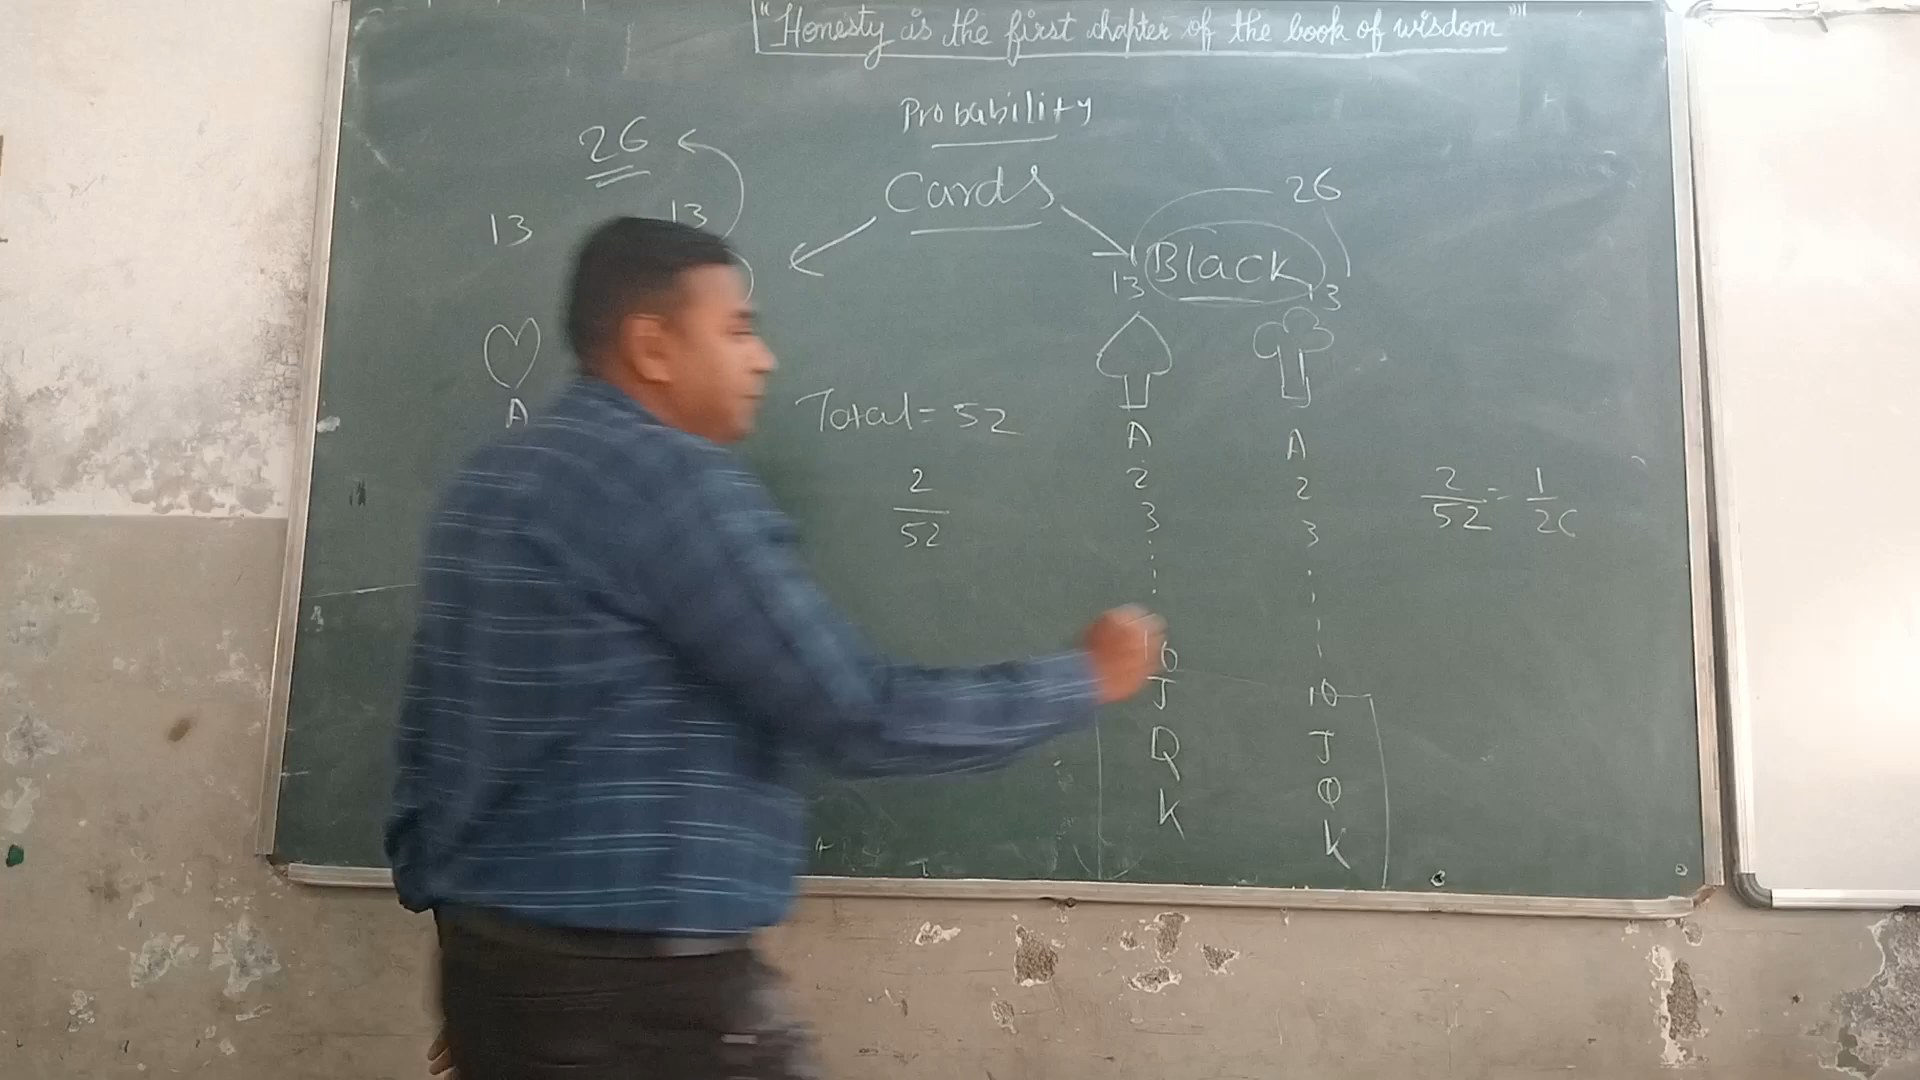 "Honesty is the first chapter of the book of wisdom"
Probability
Cards
26
26
13
13
Black
13
13
A
Total = 52
A
2
3
10
J
Q
K
A
2
3
10
J
Q
K
2/52
2/52 = 1/26